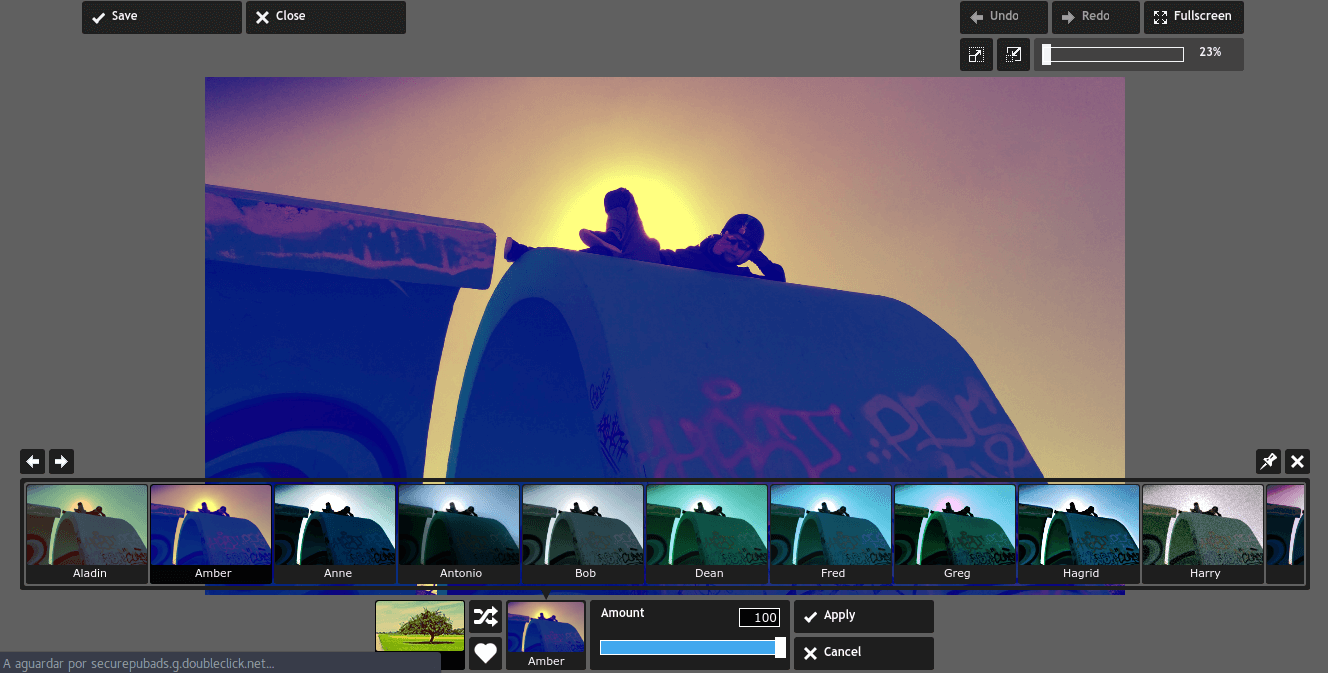 Save
Close
Undo
Redo
Fullscreen
23%
Aladin
Amber
Anne
Antonio
Bob
Dean
Fred
Greg
Hagrid
Harry
Amber
Amount
100
Apply
Cancel
A aguardar por securepubads.g.doubleclick.net...